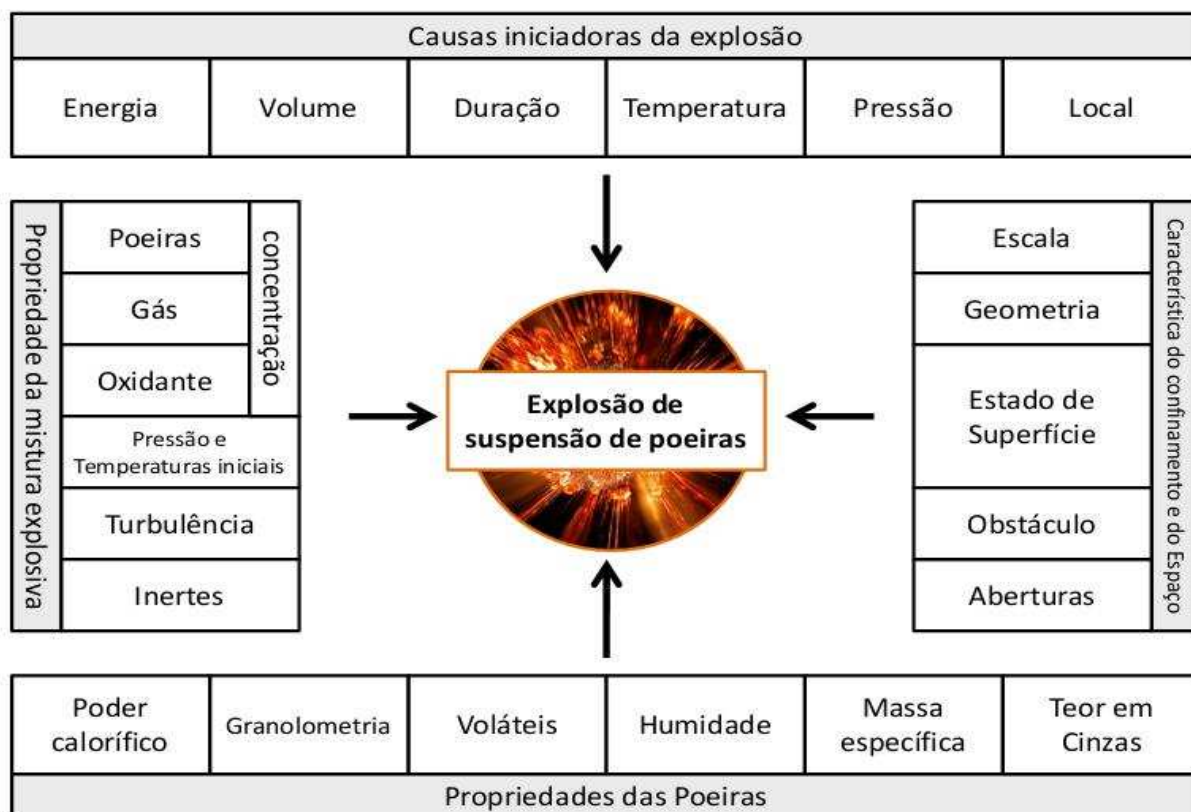 Causas iniciadoras da explosão
Energia
Volume
Duração
Temperatura
Pressão
Local
Propriedade da mistura explosiva
Poeiras
Gás
Oxidante
concentração
Pressão e
Temperaturas iniciais
Turbulência
Inertes
Explosão de
suspensão de poeiras
Escala
Geometria
Estado de
Superfície
Obstáculo
Aberturas
Característica do confinamento e do Espaço
Poder
calorífico
Granolometria
Voláteis
Humidade
Massa
específica
Teor em
Cinzas
Propriedades das Poeiras